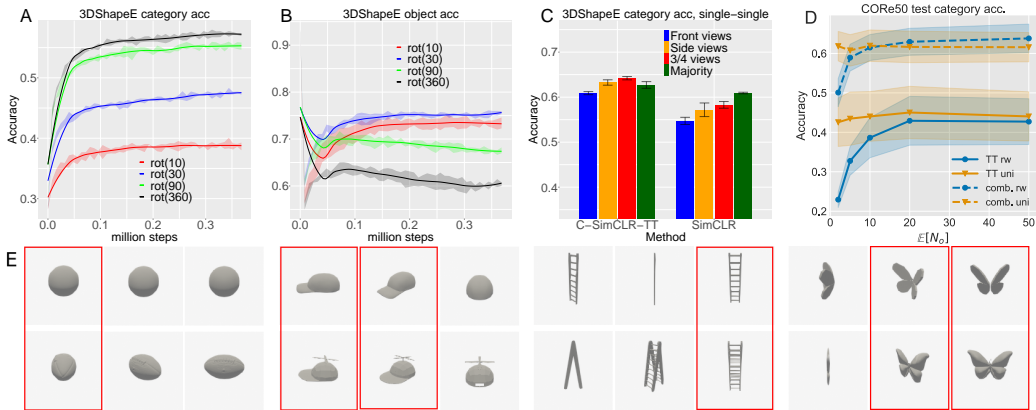 A
3DShapeE category acc
Accuracy
0.5
0.4
0.3
rot(10)
rot(30)
rot(90)
rot(360)
0.0
0.1
0.2
0.3
million steps
B
3DShapeE object acc
0.9
0.8
0.7
0.6
rot(10)
rot(30)
rot(90)
rot(360)
0.0
0.1
0.2
0.3
million steps
C
3DShapeE category acc, single-single
Accuracy
0.7
0.6
0.5
0.4
Front views
Side views
3/4 views
Majority
C-SimCLR-TT
SimCLR
Method
D
CORe50 test category acc.
Accuracy
0.6
0.5
0.4
0.3
0.2
TT rw
TT uni
comb. rw
comb. uni
0
10
20
30
40
50
𝔼[Nₒ]
E